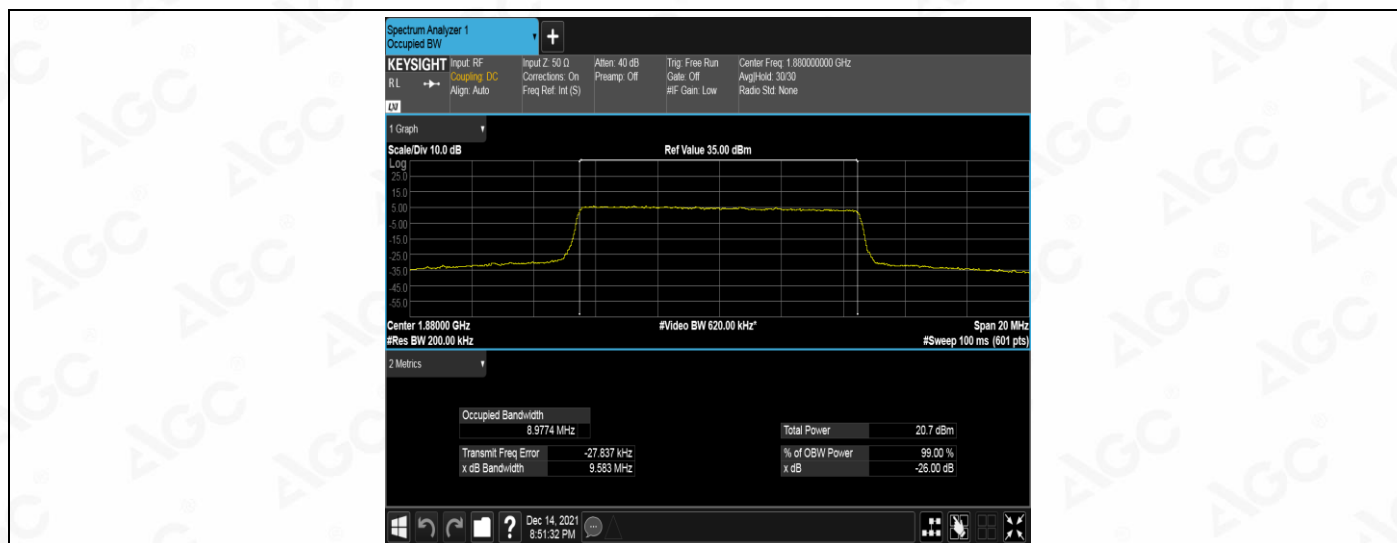 Spectrum Analyzer 1
Occupied BW
+
KEYSIGHT Input: RF Input Z: 50 Ω Atten: 40 dB Trig: Free Run Center Freq: 1.880000000 GHz
RL Coupling: DC Corrections: On Preamp: Off Gate: Off Avg|Hold: 30/30
Align: Auto Freq Ref: Int (S) #IF Gain: Low Radio Std: None
LXI
1 Graph
Scale/Div 10.0 dB Ref Value 35.00 dBm
Log
25.0
15.0
5.00
-5.00
-15.0
-25.0
-35.0
-45.0
-55.0
Center 1.88000 GHz #Video BW 620.00 kHz* Span 20 MHz
#Res BW 200.00 kHz #Sweep 100 ms (601 pts)
2 Metrics
Occupied Bandwidth
8.9774 MHz Total Power 20.7 dBm
Transmit Freq Error -27.837 kHz % of OBW Power 99.00 %
x dB Bandwidth 9.583 MHz x dB -26.00 dB
? Dec 14, 2021
8:51:32 PM
AGC